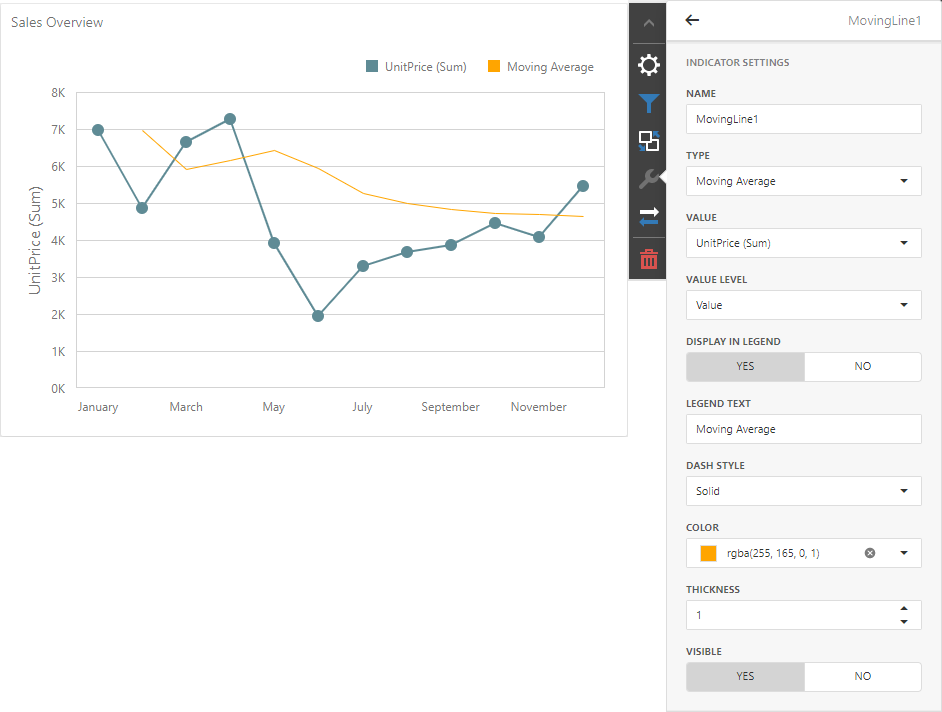 Sales Overview
UnitPrice (Sum)
Moving Average
8K
7K
6K
5K
4K
3K
2K
1K
0K
UnitPrice (Sum)
January
March
May
July
September
November
MovingLine1
INDICATOR SETTINGS
NAME
MovingLine1
TYPE
Moving Average
VALUE
UnitPrice (Sum)
VALUE LEVEL
Value
DISPLAY IN LEGEND
YES NO
LEGEND TEXT
Moving Average
DASH STYLE
Solid
COLOR
rgba(255, 165, 0, 1)
THICKNESS
1
VISIBLE
YES NO